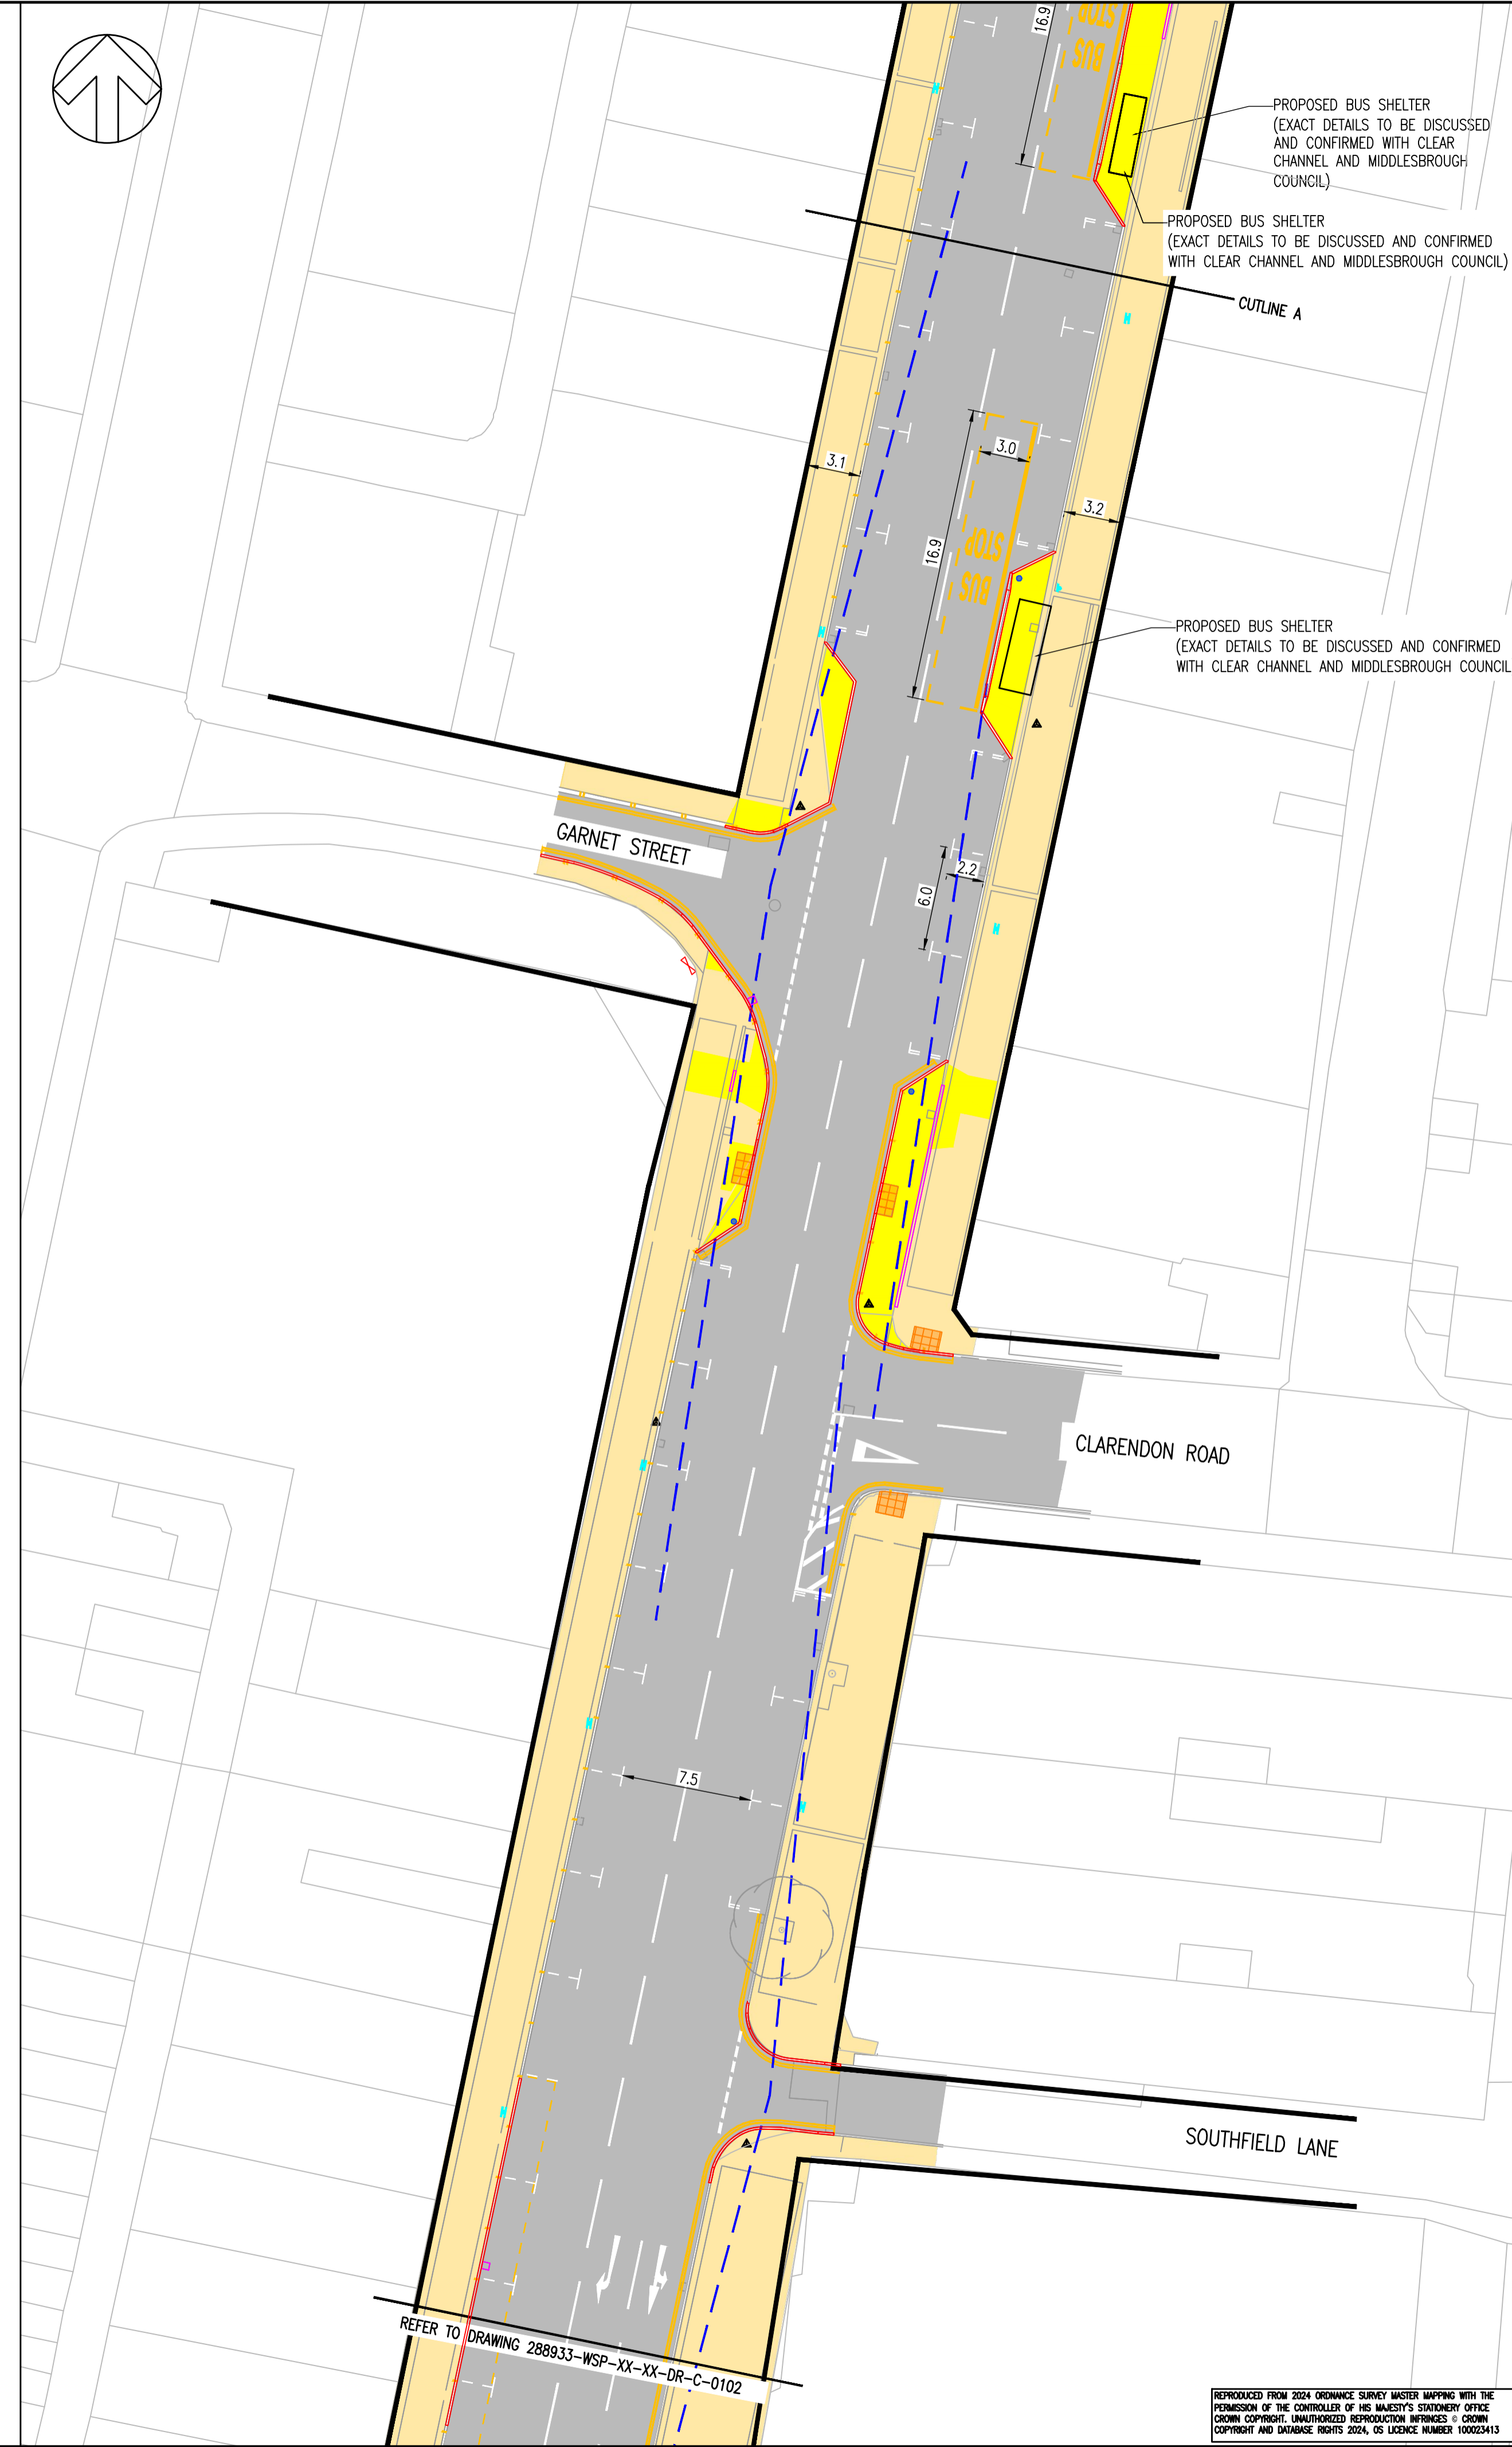 16.9
BUS
STOP
PROPOSED BUS SHELTER
(EXACT DETAILS TO BE DISCUSSED
AND CONFIRMED WITH CLEAR
CHANNEL AND MIDDLESBROUGH
COUNCIL)
PROPOSED BUS SHELTER
(EXACT DETAILS TO BE DISCUSSED AND CONFIRMED
WITH CLEAR CHANNEL AND MIDDLESBROUGH COUNCIL)
N
CUTLINE A
N
3.1
3.0
3.2
16.9
BUS
STOP
N
PROPOSED BUS SHELTER
(EXACT DETAILS TO BE DISCUSSED AND CONFIRMED
WITH CLEAR CHANNEL AND MIDDLESBROUGH COUNCIL
GARNET STREET
2.2
6.0
N
CLARENDON ROAD
N
N
7.5
N
N
SOUTHFIELD LANE
REFER TO DRAWING 288933-WSP-XX-XX-DR-C-0102
REPRODUCED FROM 2024 ORDNANCE SURVEY MASTER MAPPING WITH THE
PERMISSION OF THE CONTROLLER OF HIS MAJESTY'S STATIONERY OFFICE
CROWN COPYRIGHT. UNAUTHORIZED REPRODUCTION INFRINGES © CROWN
COPYRIGHT AND DATABASE RIGHTS 2024, OS LICENCE NUMBER 100023413